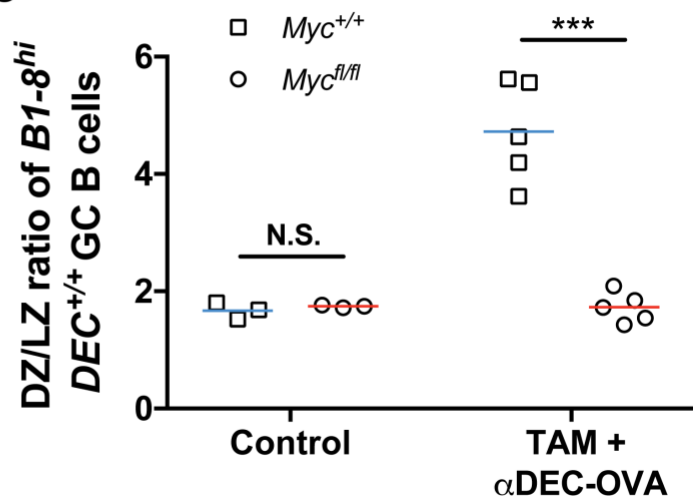 Myc+/+
Mycfl/fl
***
N.S.
DZ/LZ ratio of B1-8hi
DEC+/+ GC B cells
6
4
2
0
Control
TAM +
αDEC-OVA